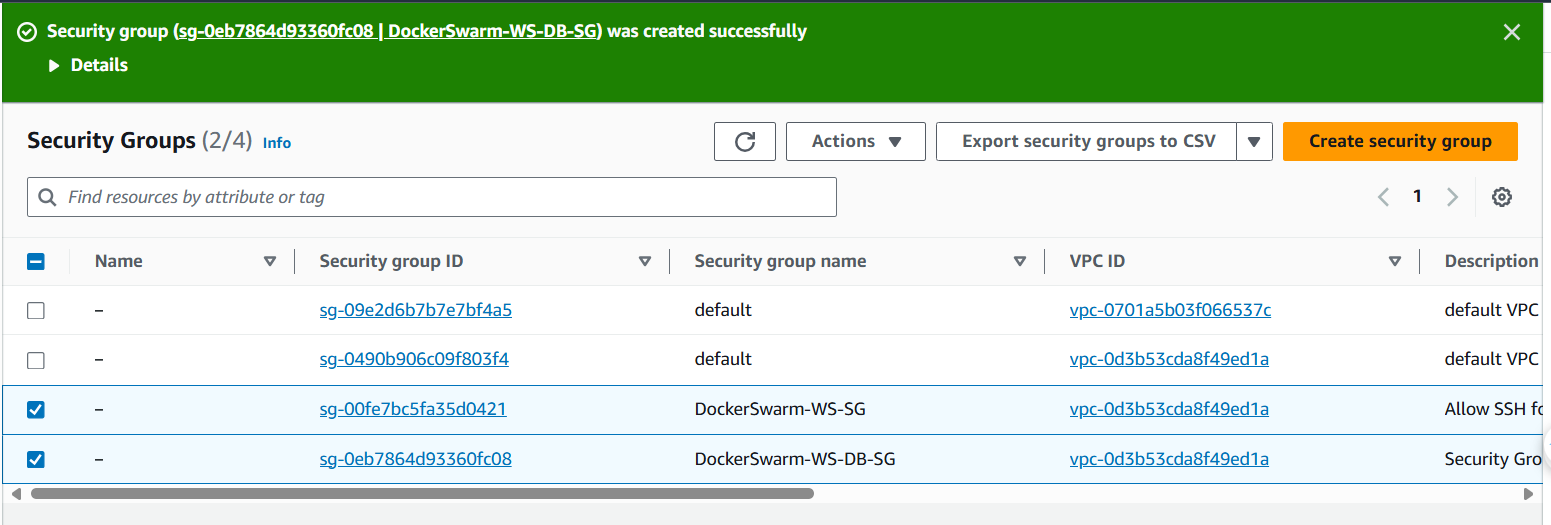 Security group (sg-0eb7864d93360fc08 | DockerSwarm-WS-DB-SG) was created successfully
Details
Security Groups (2/4) Info
Actions
Export security groups to CSV
Create security group
Find resources by attribute or tag
1
Name Security group ID Security group name VPC ID Description
– sg-09e2d6b7b7e7bf4a5 default vpc-0701a5b03f066537c default VPC
– sg-0490b906c09f803f4 default vpc-0d3b53cda8f49ed1a default VPC
– sg-00fe7bc5fa35d0421 DockerSwarm-WS-SG vpc-0d3b53cda8f49ed1a Allow SSH fo
– sg-0eb7864d93360fc08 DockerSwarm-WS-DB-SG vpc-0d3b53cda8f49ed1a Security Gro